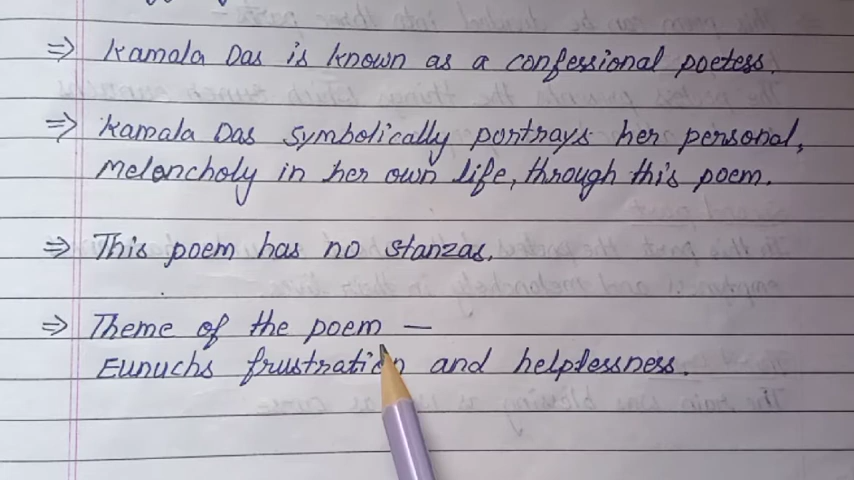 ⇒ Kamala Das is known as a confessional poetess.
⇒ Kamala Das symbolically portrays her personal,
melancholy in her own life, through this poem.
⇒ This poem has no stanzas.
⇒ Theme of the poem —
Eunuchs frustration and helplessness.